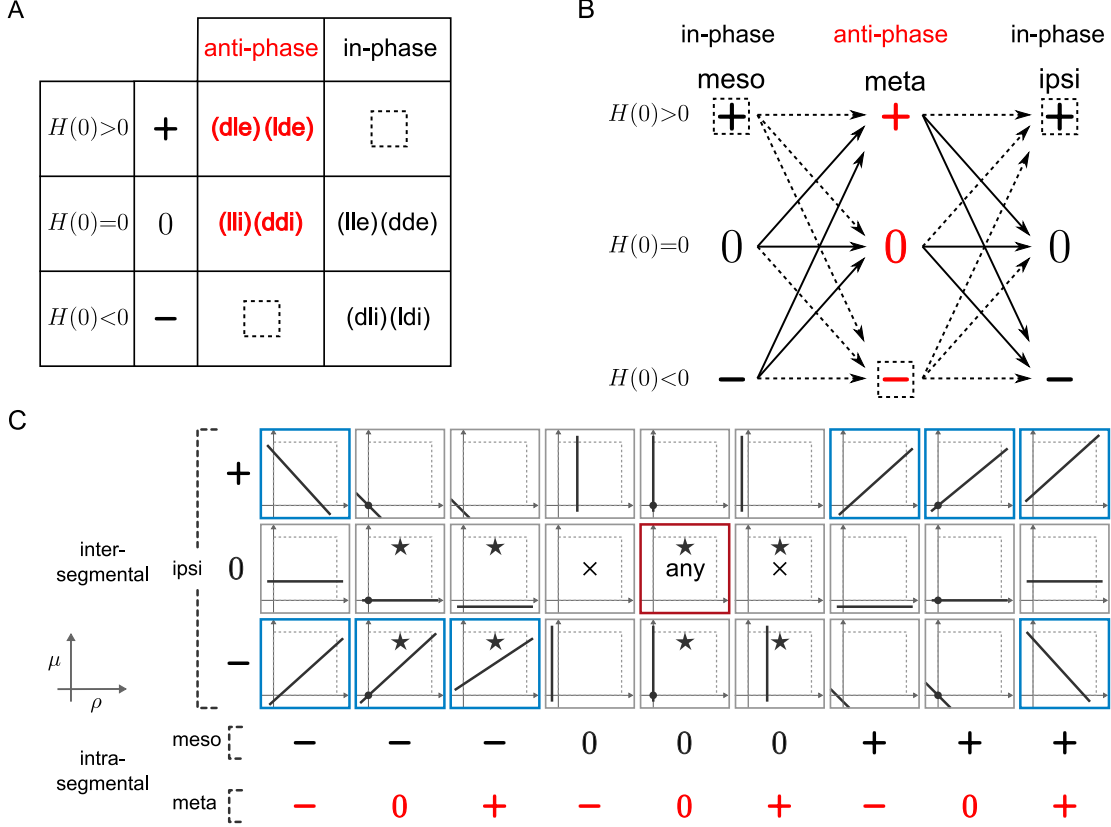 A
anti-phase in-phase
H(0)>0 + (dle) (lde)
H(0)=0 0 (lli) (ddi) (lle) (dde)
H(0)<0 − (dli) (ldi)
B
in-phase anti-phase in-phase
meso meta ipsi
H(0)>0 + + +
H(0)=0 0 0 0
H(0)<0 − − −
C
+
inter-
segmental
ipsi 0 × ★ any ★ × ★ ★
−
★ ★ ★ ★
μ
ρ
intra-
segmental
meso − − − 0 0 0 + + +
meta − 0 + − 0 + − 0 +